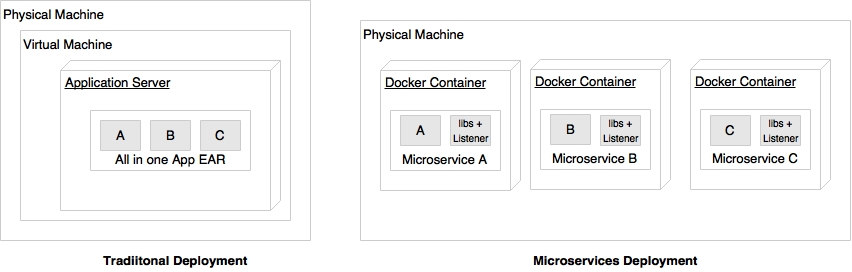 Physical Machine
Virtual Machine
Application Server
A B C
All in one App EAR
Tradiitonal Deployment
Physical Machine
Docker Container
A
libs +
Listener
Microservice A
Docker Container
B
libs +
Listener
Microservice B
Docker Container
C
libs +
Listener
Microservice C
Microservices Deployment